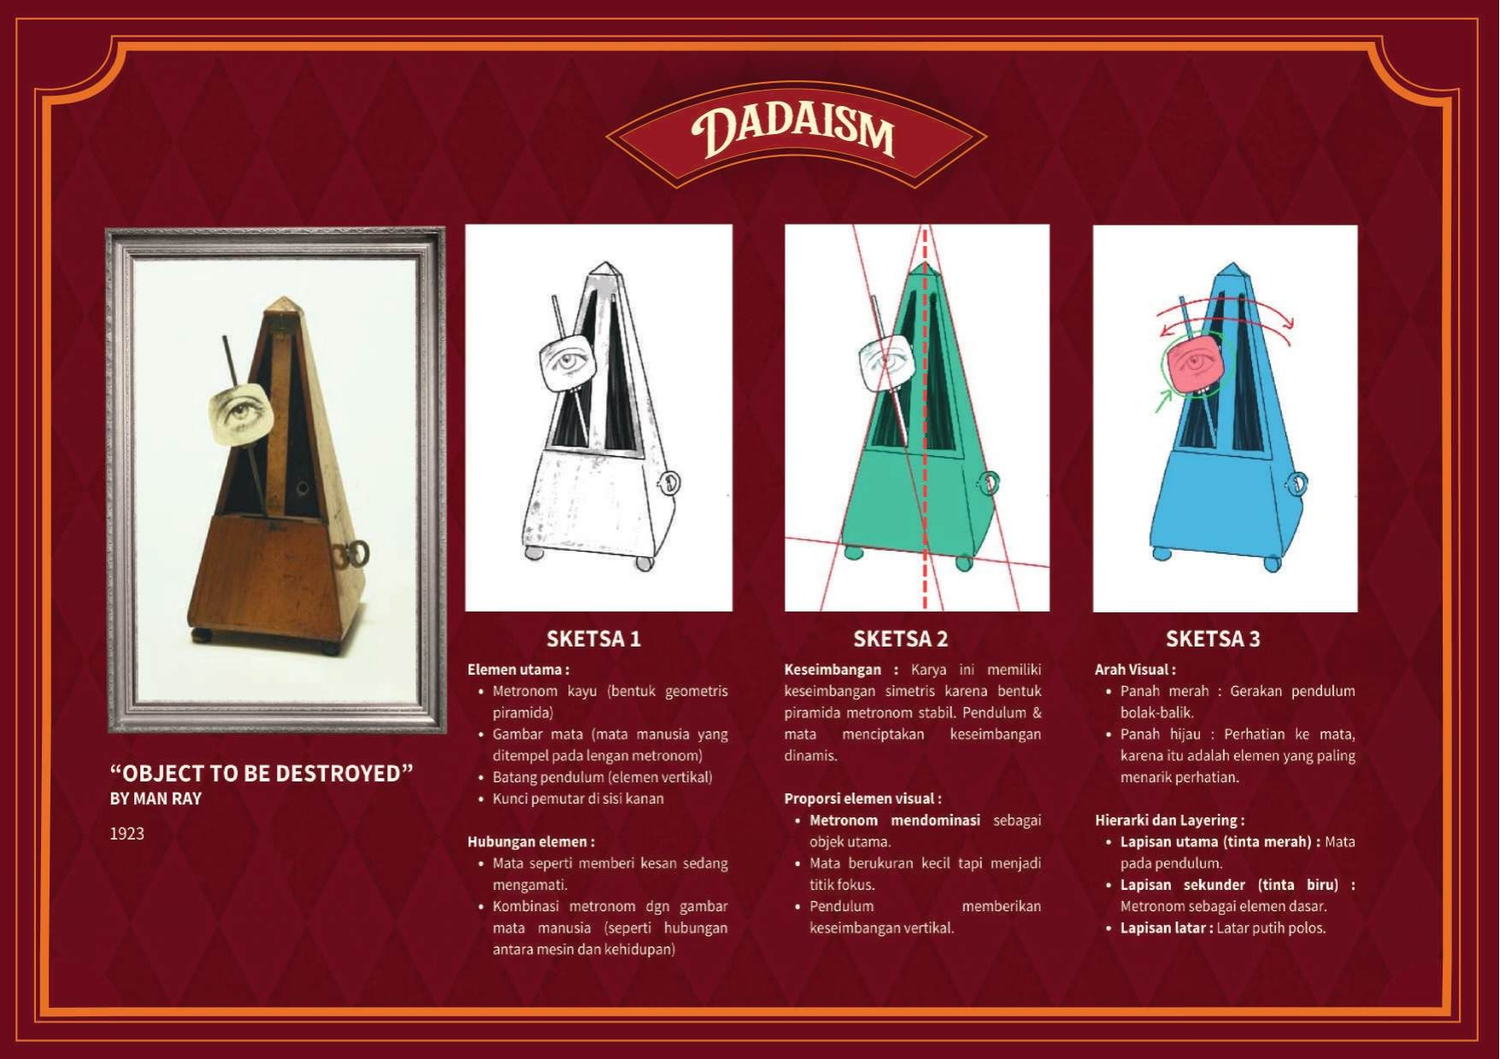 DADAISM
“OBJECT TO BE DESTROYED”
BY MAN RAY
1923
SKETSA 1
Elemen utama :
• Metronom kayu (bentuk geometris
piramida)
• Gambar mata (mata manusia yang
ditempel pada lengan metronom)
• Batang pendulum (elemen vertikal)
• Kunci pemutar di sisi kanan
Hubungan elemen :
• Mata seperti memberi kesan sedang
mengamati.
• Kombinasi metronom dgn gambar
mata manusia (seperti hubungan
antara mesin dan kehidupan)
SKETSA 2
Keseimbangan : Karya ini memiliki
keseimbangan simetris karena bentuk
piramida metronom stabil. Pendulum &
mata menciptakan keseimbangan
dinamis.
Proporsi elemen visual :
• Metronom mendominasi sebagai
objek utama.
• Mata berukuran kecil tapi menjadi
titik fokus.
• Pendulum memberikan
keseimbangan vertikal.
SKETSA 3
Arah Visual :
• Panah merah : Gerakan pendulum
bolak-balik.
• Panah hijau : Perhatian ke mata,
karena itu adalah elemen yang paling
menarik perhatian.
Hierarki dan Layering :
• Lapisan utama (tinta merah) : Mata
pada pendulum.
• Lapisan sekunder (tinta biru) :
Metronom sebagai elemen dasar.
• Lapisan latar : Latar putih polos.